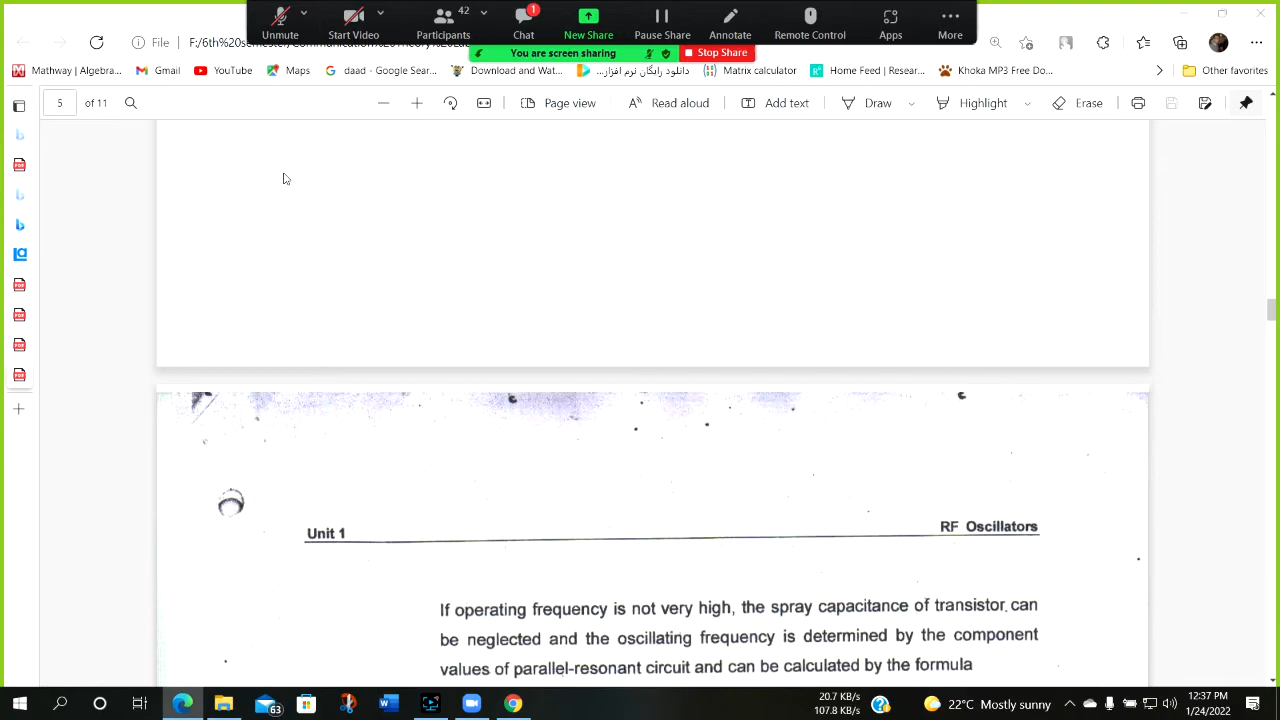 42
1
Unmute Start Video Participants Chat New Share Pause Share Annotate Remote Control Apps More
You are screen sharing Stop Share
File
Mathway | Algebra... Gmail YouTube Maps daad - Google Sear... Download and Wat... دانلود رایگان نرم افزار... Matrix calculator Home Feed | Resear... Khoka MP3 Free Do... Other favorites
5 of 11 Page view Read aloud Add text Draw Highlight Erase
Unit 1 RF Oscillators
If operating frequency is not very high, the spray capacitance of transistor can
be neglected and the oscillating frequency is determined by the component
values of parallel-resonant circuit and can be calculated by the formula
63
20.7 KB/s
107.8 KB/s
22°C Mostly sunny
12:37 PM
1/24/2022